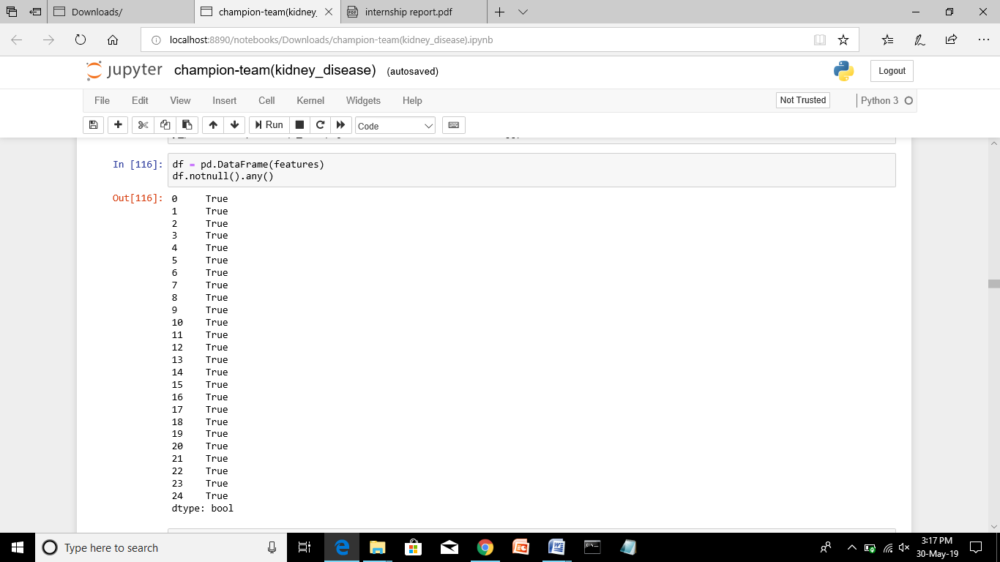 Downloads/
champion-team(kidney_
internship report.pdf
localhost:8890/notebooks/Downloads/champion-team(kidney_disease).ipynb
jupyter champion-team(kidney_disease) (autosaved)
Logout
File Edit View Insert Cell Kernel Widgets Help
Not Trusted
Python 3
Run
Code
In [116]: df = pd.DataFrame(features)
df.notnull().any()
Out[116]: 0 True
1 True
2 True
3 True
4 True
5 True
6 True
7 True
8 True
9 True
10 True
11 True
12 True
13 True
14 True
15 True
16 True
17 True
18 True
19 True
20 True
21 True
22 True
23 True
24 True
dtype: bool
Type here to search
3:17 PM
30-May-19